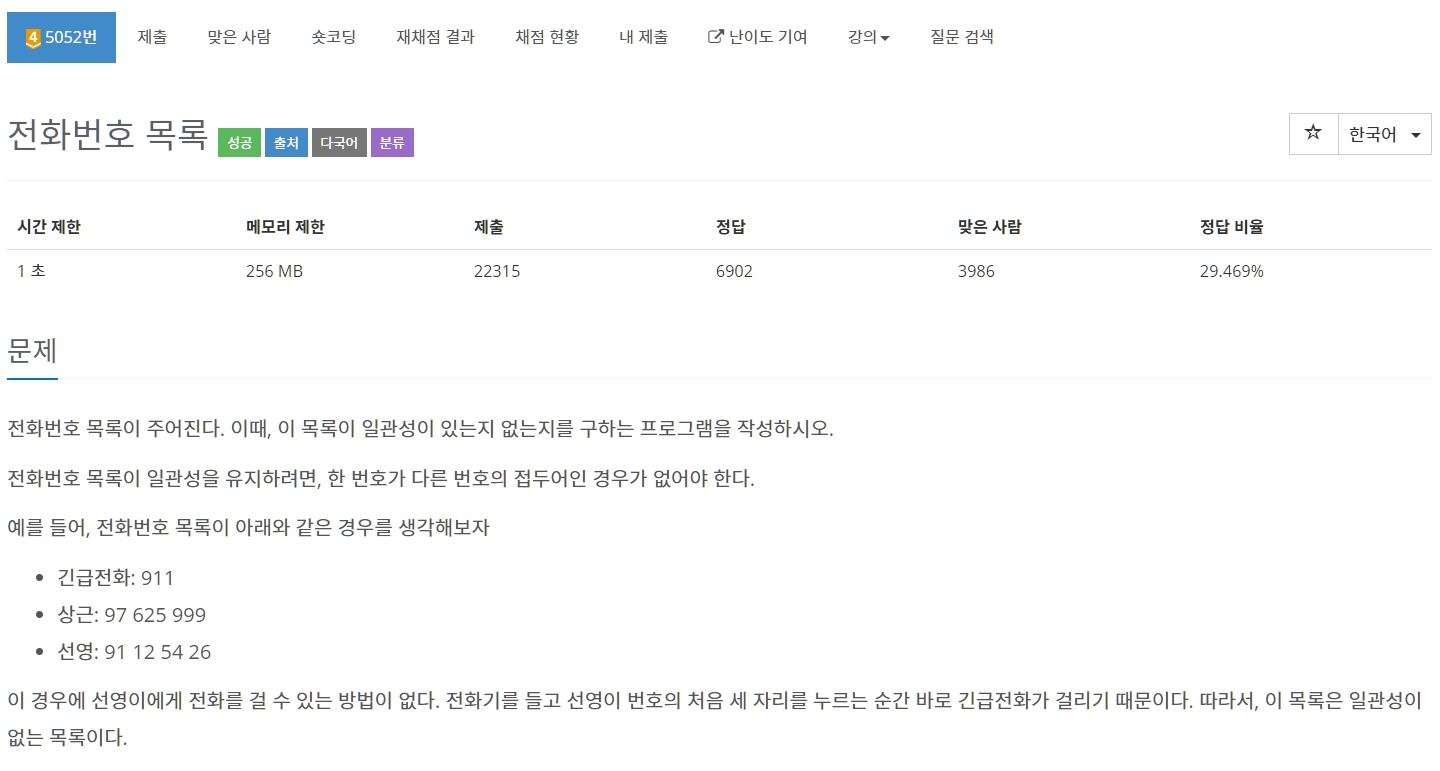 4 5052번 제출 맞은 사람 숏코딩 재채점 결과 채점 현황 내 제출 난이도 기여 강의 질문 검색
전화번호 목록 성공 출처 다국어 분류 한국어
시간 제한 메모리 제한 제출 정답 맞은 사람 정답 비율
1 초 256 MB 22315 6902 3986 29.469%
문제
전화번호 목록이 주어진다. 이때, 이 목록이 일관성이 있는지 없는지를 구하는 프로그램을 작성하시오.
전화번호 목록이 일관성을 유지하려면, 한 번호가 다른 번호의 접두어인 경우가 없어야 한다.
예를 들어, 전화번호 목록이 아래와 같은 경우를 생각해보자
• 긴급전화: 911
• 상근: 97 625 999
• 선영: 91 12 54 26
이 경우에 선영이에게 전화를 걸 수 있는 방법이 없다. 전화기를 들고 선영이 번호의 처음 세 자리를 누르는 순간 바로 긴급전화가 걸리기 때문이다. 따라서, 이 목록은 일관성이
없는 목록이다.